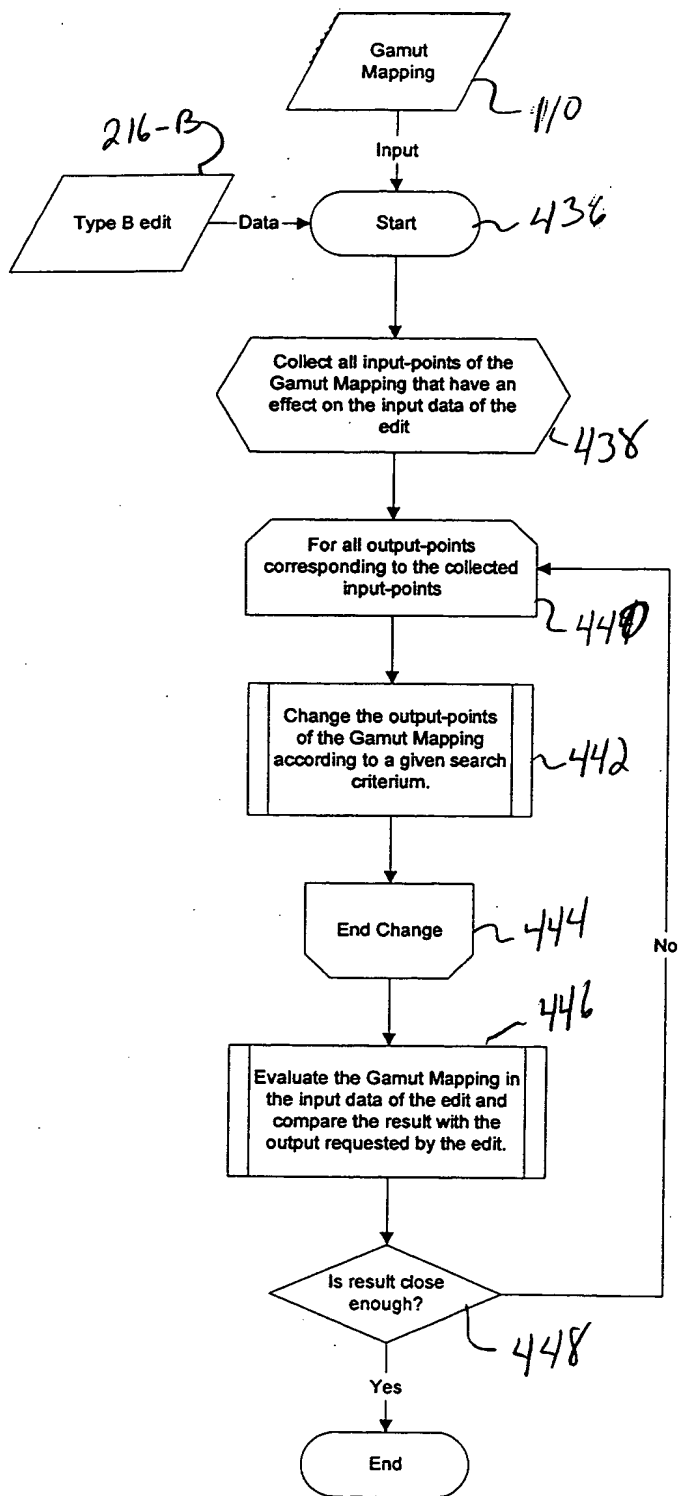 Gamut
Mapping
110
Input
216-B
Type B edit
Data
Start
436
Collect all input-points of the
Gamut Mapping that have an
effect on the input data of the
edit
438
For all output-points
corresponding to the collected
input-points
440
Change the output-points
of the Gamut Mapping
according to a given search
criterium.
442
End Change
444
No
446
Evaluate the Gamut Mapping in
the input data of the edit and
compare the result with the
output requested by the edit.
Is result close
enough?
448
Yes
End